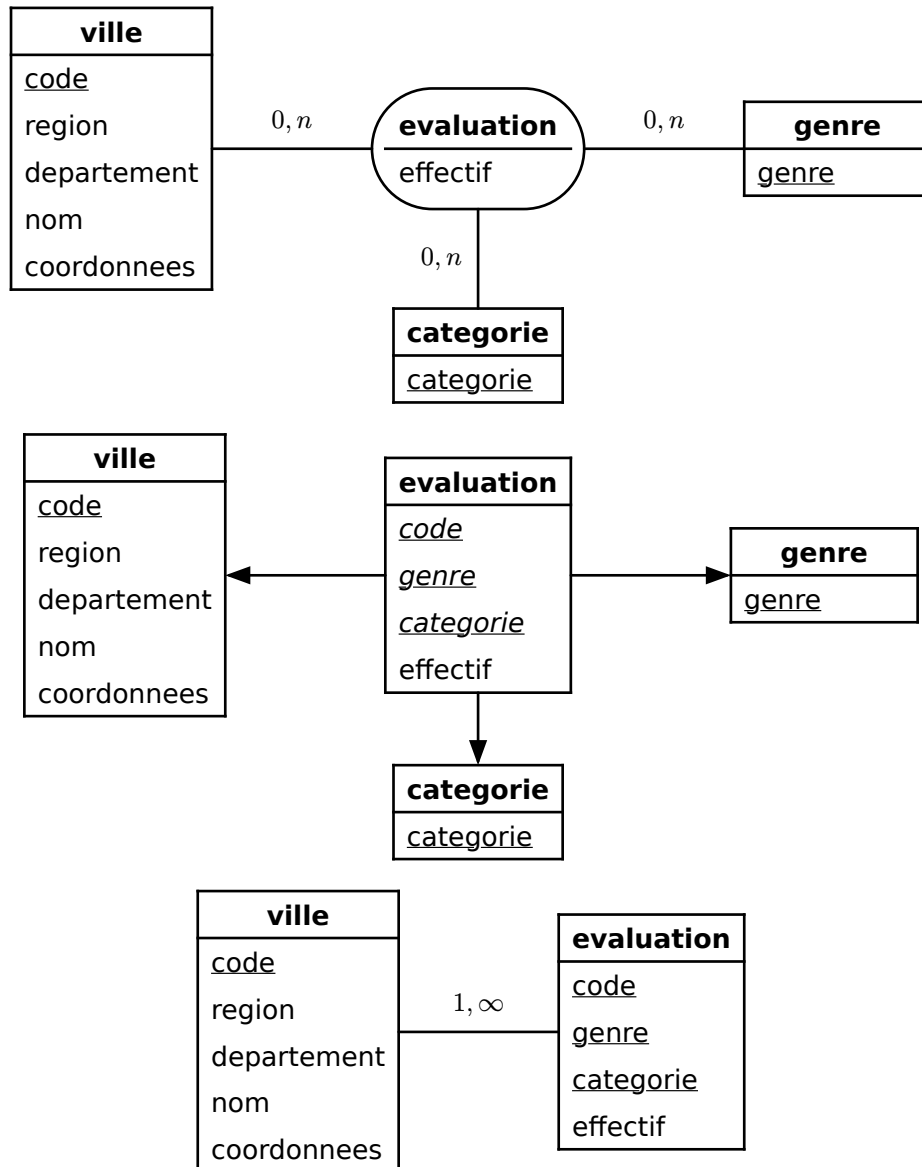 ville
code
region
departement
nom
coordonnees
0, n
evaluation
effectif
0, n
genre
genre
0, n
categorie
categorie
ville
code
region
departement
nom
coordonnees
evaluation
code
genre
categorie
effectif
genre
genre
categorie
categorie
ville
code
region
departement
nom
coordonnees
1, ∞
evaluation
code
genre
categorie
effectif